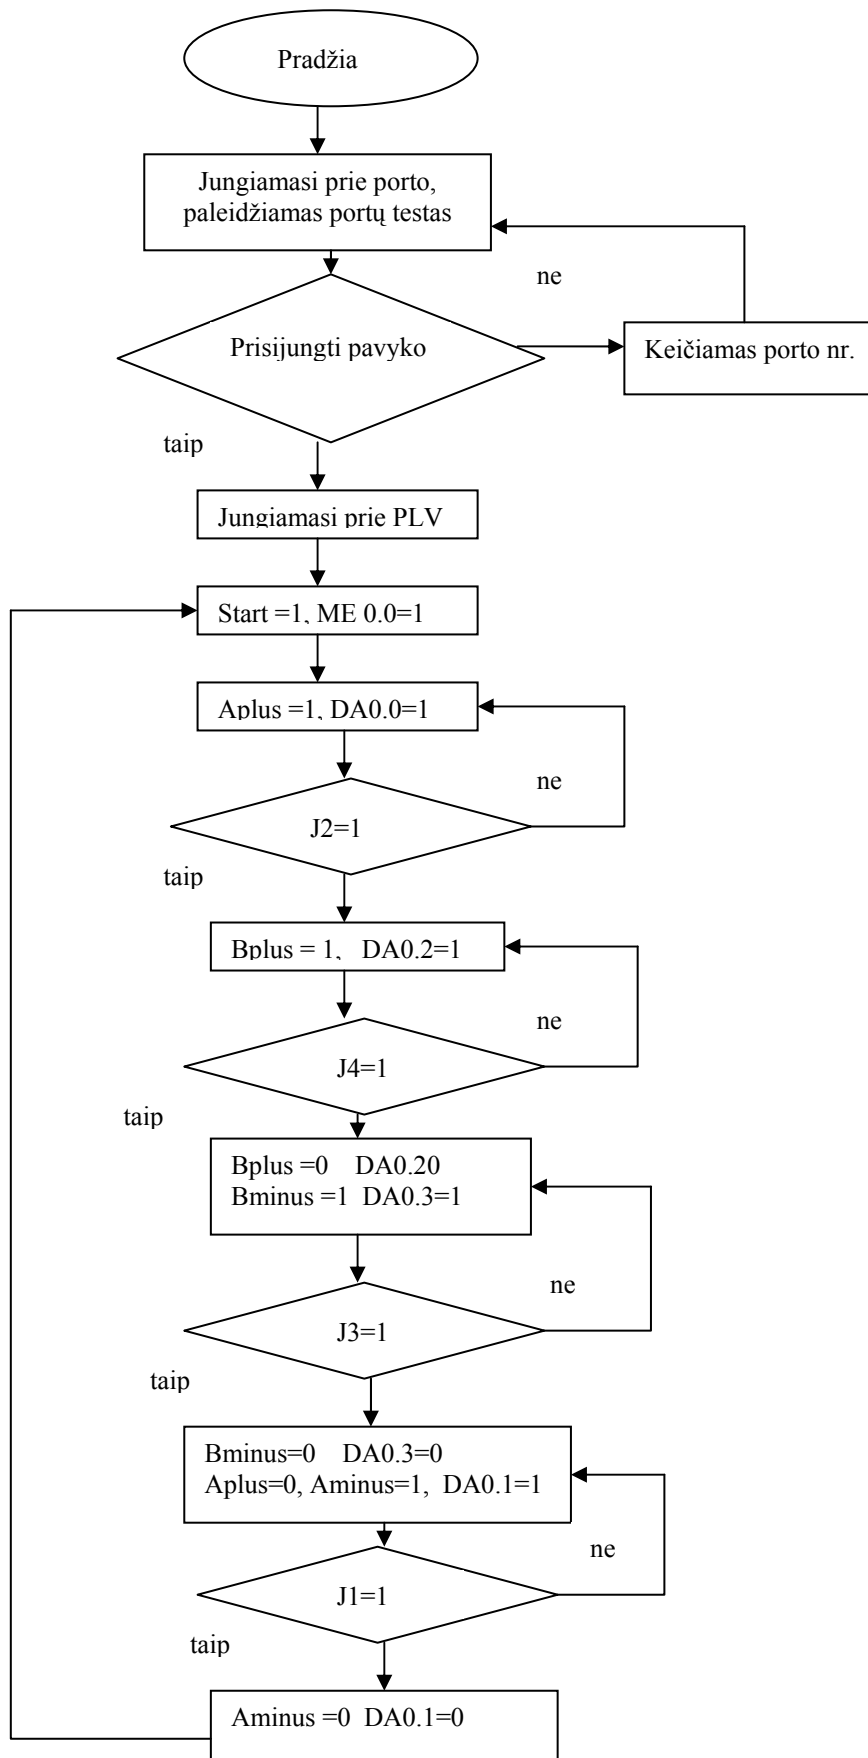 Pradžia
Jungiamasi prie porto,
paleidžiamas portų testas
ne
Prisijungti pavyko
Keičiamas porto nr.
taip
Jungiamasi prie PLV
Start =1, ME 0.0=1
Aplus =1, DA0.0=1
ne
J2=1
taip
Bplus = 1, DA0.2=1
ne
J4=1
taip
Bplus =0 DA0.20
Bminus =1 DA0.3=1
ne
J3=1
taip
Bminus=0 DA0.3=0
Aplus=0, Aminus=1, DA0.1=1
ne
J1=1
taip
Aminus =0 DA0.1=0